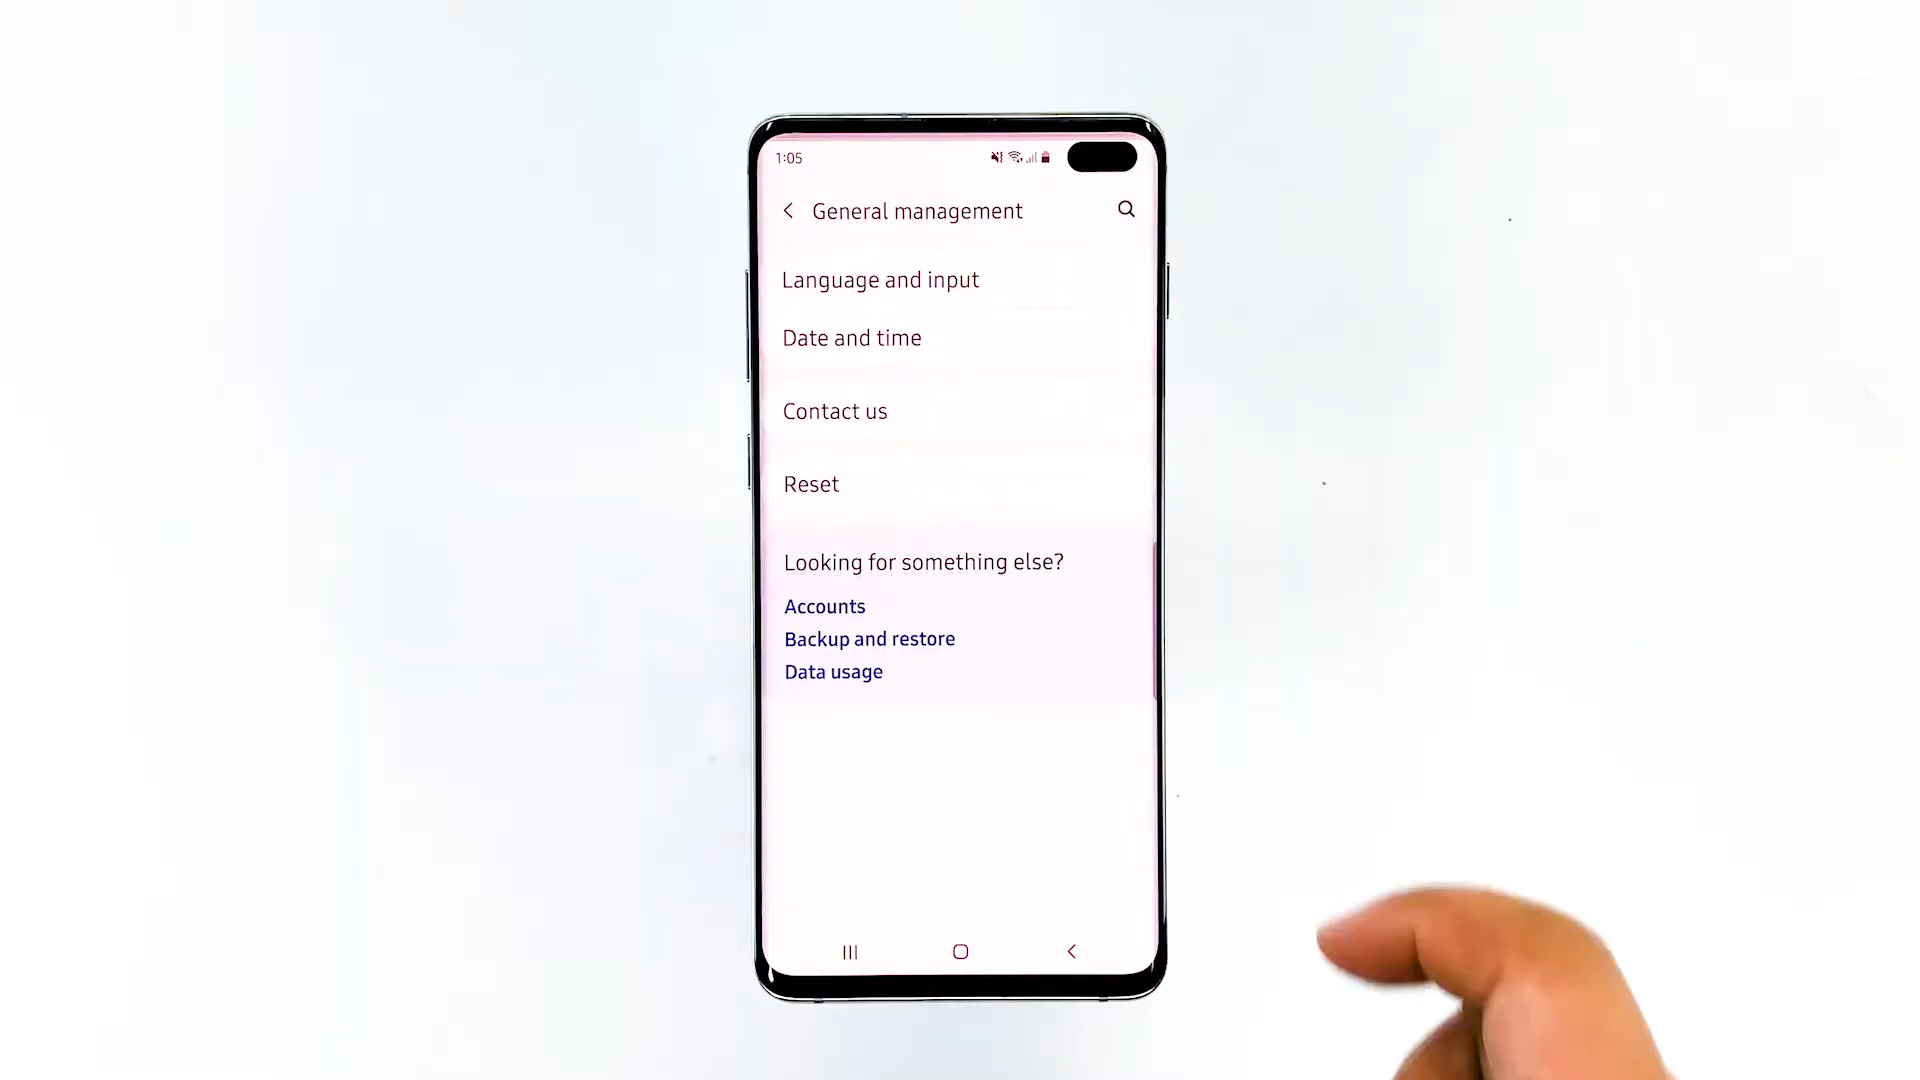 1:05
General management
Language and input
Date and time
Contact us
Reset
Looking for something else?
Accounts
Backup and restore
Data usage